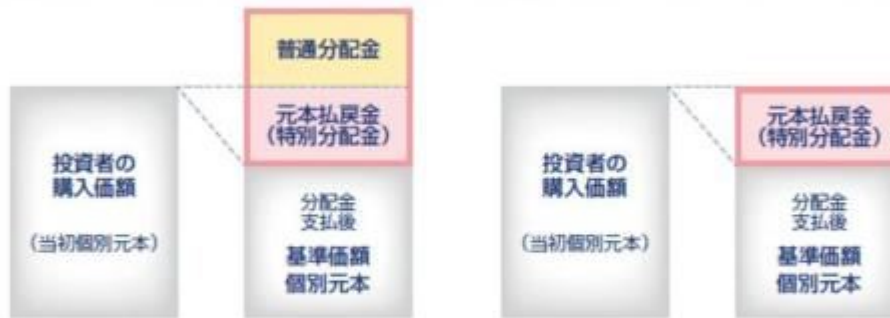 普通分配金
元本払戻金
(特別分配金)
投資者の
購入価額
(当初個別元本)
分配金
支払後
基準価額
個別元本
元本払戻金
(特別分配金)
投資者の
購入価額
(当初個別元本)
分配金
支払後
基準価額
個別元本